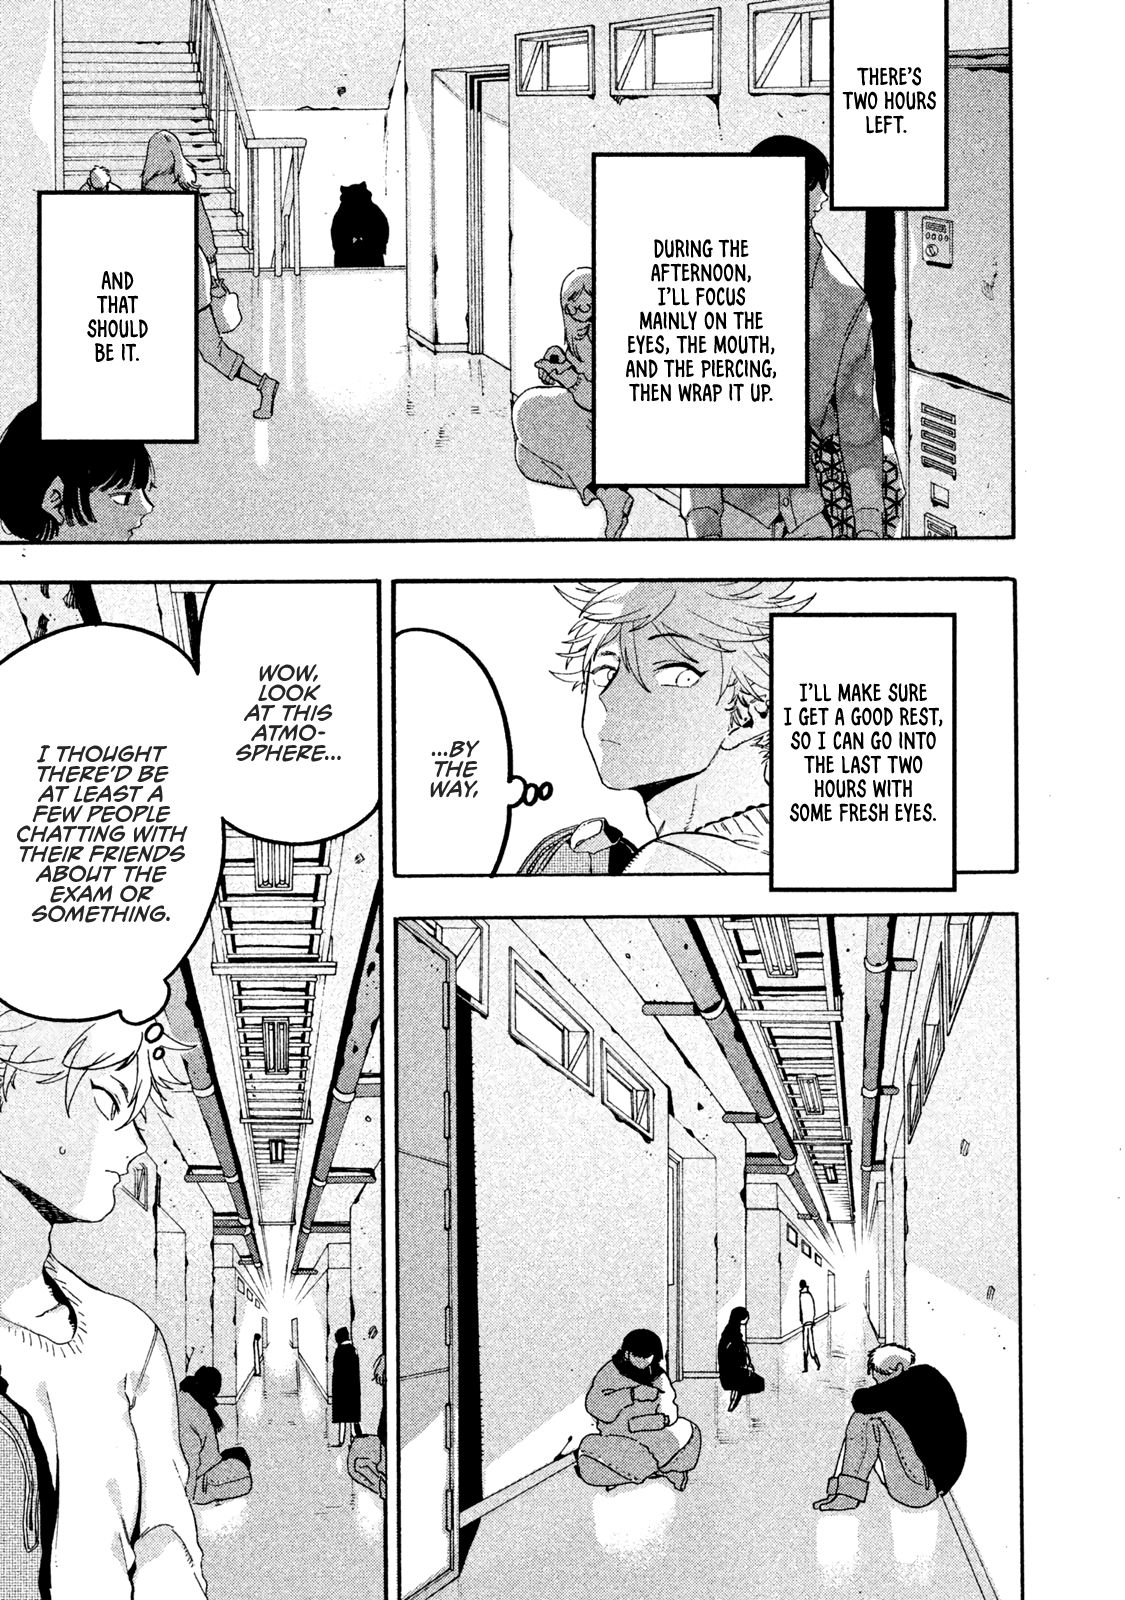 THERE'S
TWO HOURS
LEFT.
DURING THE
AFTERNOON,
I'LL FOCUS
MAINLY ON THE
EYES, THE MOUTH,
AND THE PIERCING,
THEN WRAP IT UP.
AND
THAT
SHOULD
BE IT.
I'LL MAKE SURE
I GET A GOOD REST,
SO I CAN GO INTO
THE LAST TWO
HOURS WITH
SOME FRESH EYES.
...BY
THE
WAY,
WOW,
LOOK
AT THIS
ATMO-
SPHERE...
I THOUGHT
THERE'D BE
AT LEAST A
FEW PEOPLE
CHATTING WITH
THEIR FRIENDS
ABOUT THE
EXAM OR
SOMETHING.